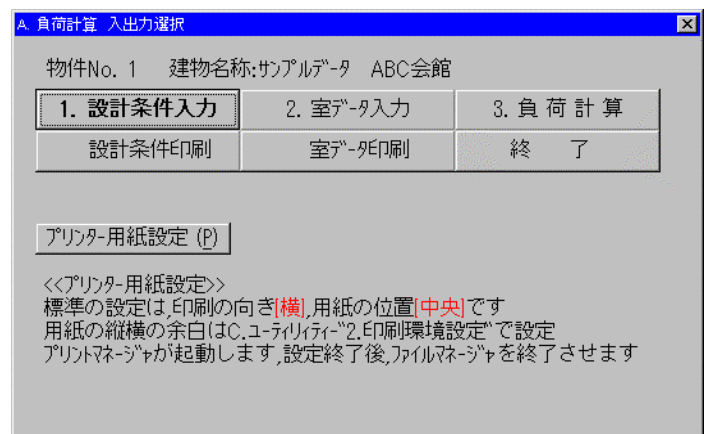 A. 負荷計算 入出力選択
物件No. 1 建物名称:ｻﾝﾌﾟﾙﾃﾞｰﾀ ABC会館
1. 設計条件入力 2. 室ﾃﾞｰﾀ入力 3. 負 荷 計 算
設計条件印刷 室ﾃﾞｰﾀ印刷 終 了
ﾌﾟﾘﾝﾀｰ用紙設定 (P)
<<ﾌﾟﾘﾝﾀｰ用紙設定>>
標準の設定は,印刷の向き[横],用紙の位置[中央]です
用紙の縦横の余白はC.ﾕｰﾃｨﾘｨﾃｨｰ"2.印刷環境設定"で設定
ﾌﾟﾘﾝﾄﾏﾈｰｼﾞｬが起動します,設定終了後,ﾌｧｲﾙﾏﾈｰｼﾞｬを終了させます